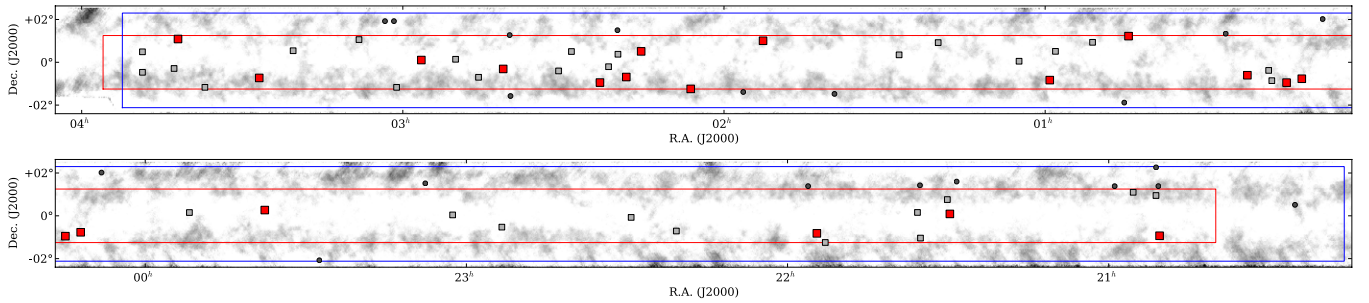 +02°
0°
-02°
Dec. (J2000)
04ʰ 03ʰ 02ʰ 01ʰ
R.A. (J2000)
+02°
0°
-02°
Dec. (J2000)
00ʰ 23ʰ 22ʰ 21ʰ
R.A. (J2000)